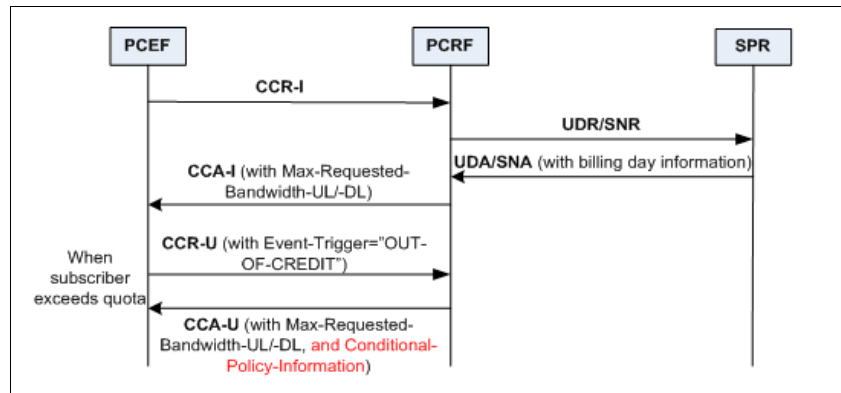 PCEF
PCRF
SPR
CCR-I
UDR/SNR
UDA/SNA (with billing day information)
CCA-I (with Max-Requested-
Bandwidth-UL/-DL)
CCR-U (with Event-Trigger="OUT-
OF-CREDIT")
When
subscriber
exceeds quota
CCA-U (with Max-Requested-
Bandwidth-UL/-DL, and Conditional-
Policy-Information)